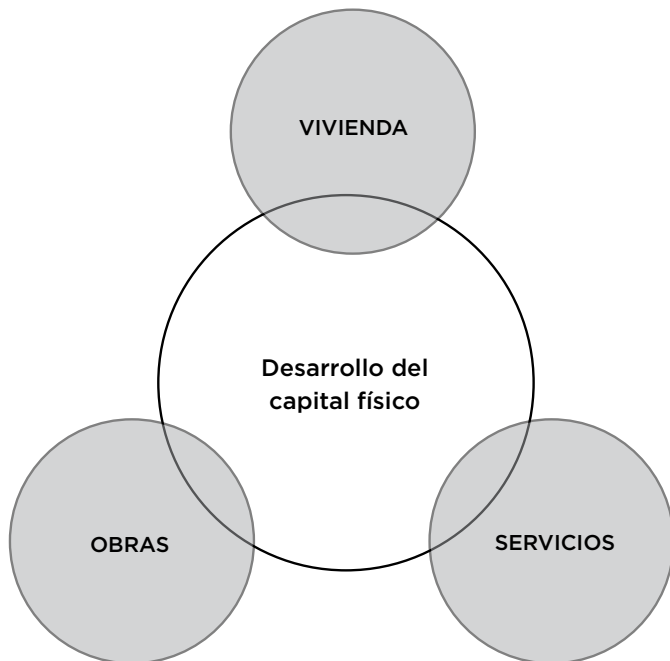 VIVIENDA
Desarrollo del
capital físico
OBRAS
SERVICIOS